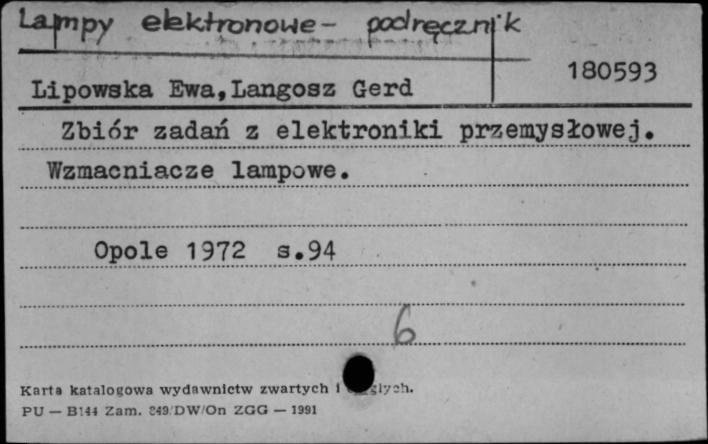 Lampy elektronowe - podręcznik
180593
Lipowska Ewa, Langosz Gerd
Zbiór zadań z elektroniki przemysłowej.
Wzmacniacze lampowe.
Opole 1972 s.94
6
Karta katalogowa wydawnictw zwartych i
PU — B144 Zam. 849/DW/On ZGG — 1991